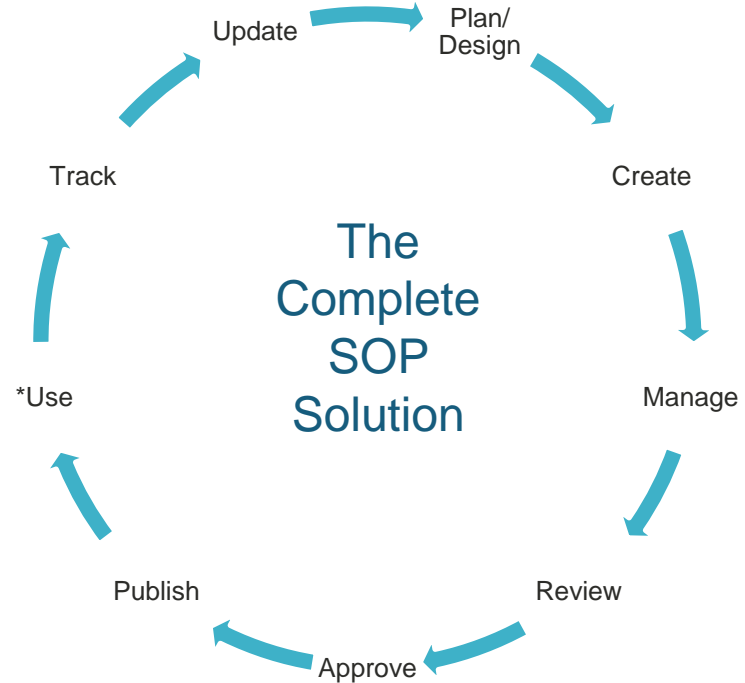 Update
Plan/
Design
Create
Manage
Review
Approve
Publish
*Use
Track
The
Complete
SOP
Solution